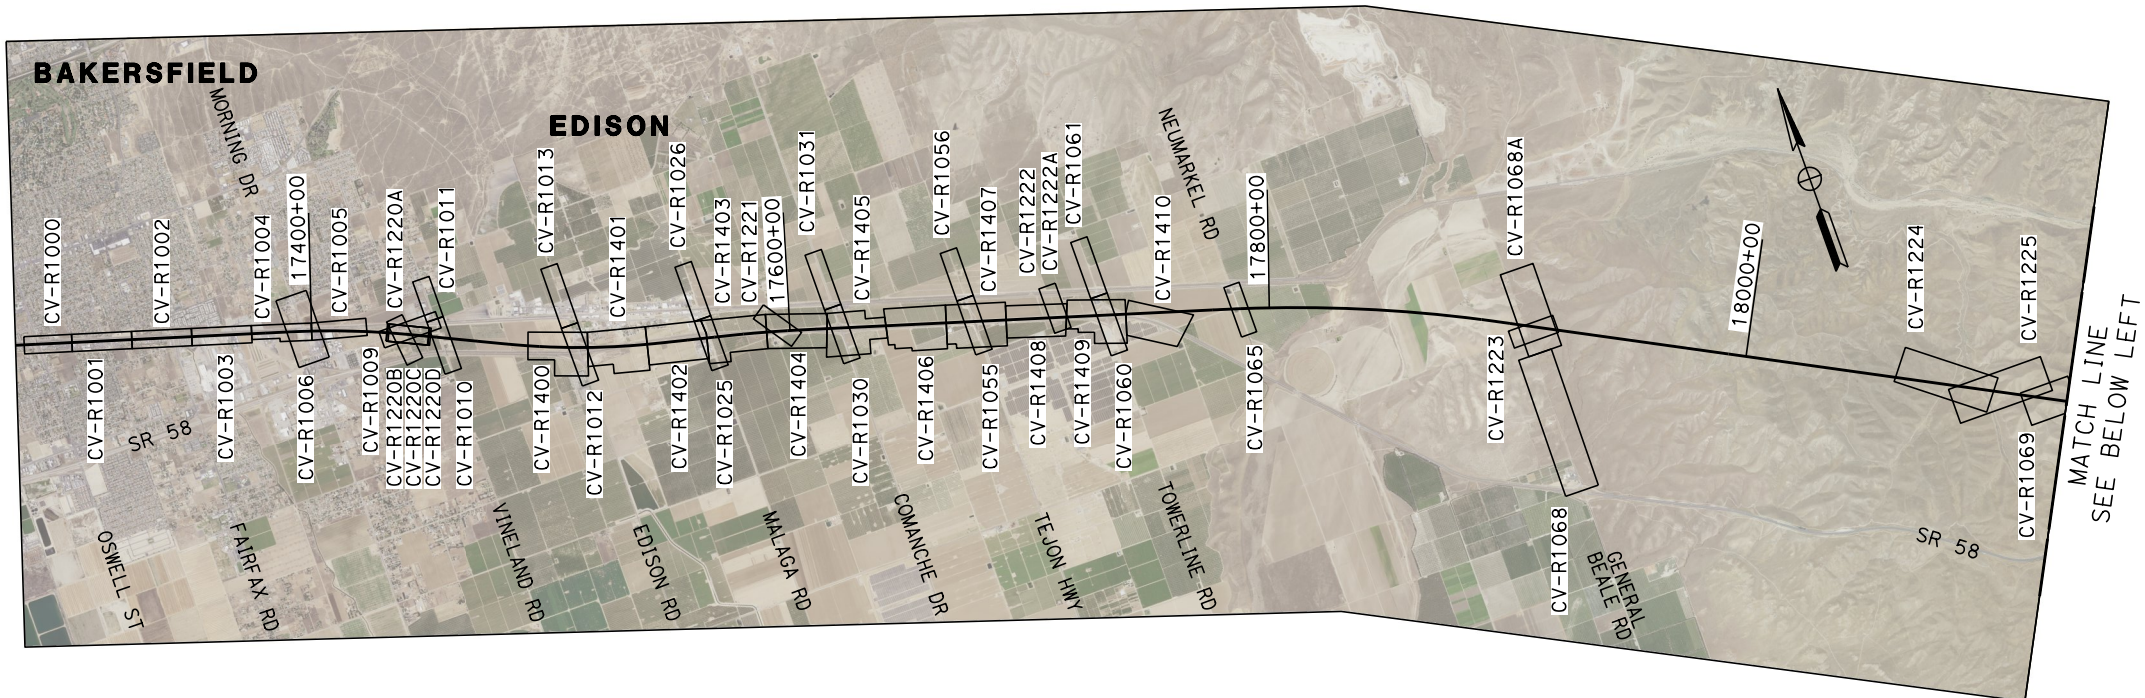 BAKERSFIELD
EDISON
MORNING DR
NEUMARKEL RD
CV-R1000
CV-R1002
CV-R1004
17400+00
CV-R1005
CV-R1220A
CV-R1011
CV-R1013
CV-R1401
CV-R1026
CV-R1403
CV-R1221
17600+00
CV-R1031
CV-R1405
CV-R1056
CV-R1407
CV-R1222
CV-R1222A
CV-R1061
CV-R1410
17800+00
CV-R1068A
18000+00
CV-R1224
CV-R1225
CV-R1001
SR 58
CV-R1003
CV-R1006
CV-R1009
CV-R1220B
CV-R1220C
CV-R1220D
CV-R1010
CV-R1400
CV-R1012
CV-R1402
CV-R1025
CV-R1404
CV-R1030
CV-R1406
CV-R1055
CV-R1408
CV-R1409
CV-R1060
CV-R1065
CV-R1223
CV-R1068
CV-R1069
MATCH LINE
SEE BELOW LEFT
OSWELL ST
FAIRFAX RD
VINELAND RD
EDISON RD
MALAGA RD
COMANCHE DR
TEJON HWY
TOWERLINE RD
GENERAL
BEALE RD
SR 58